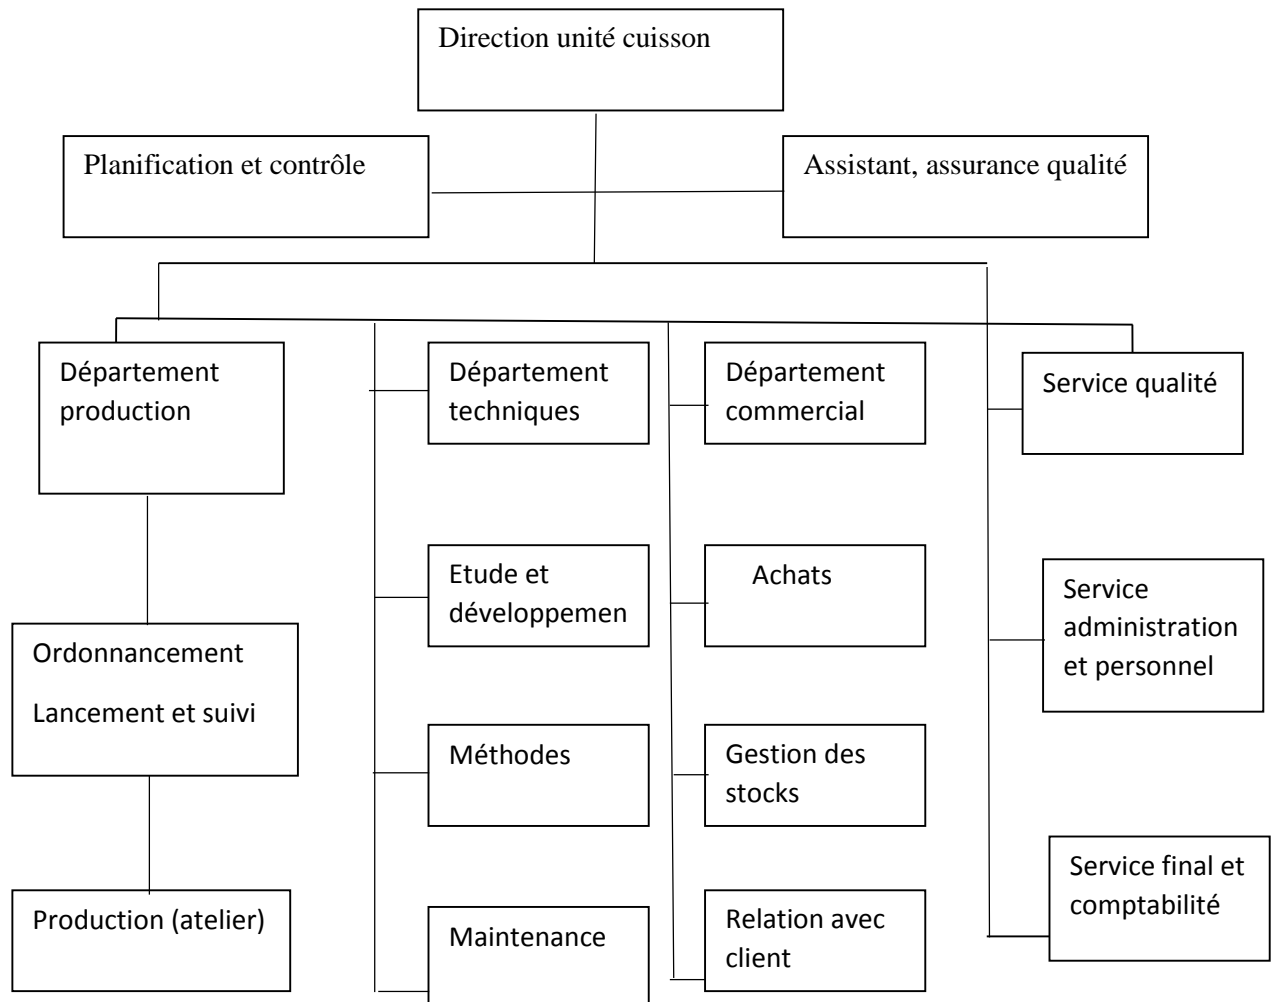 Direction unité cuisson
Planification et contrôle
Assistant, assurance qualité
Département
production
Département
techniques
Département
commercial
Service qualité
Etude et
développemen
Achats
Service
administration
et personnel
Ordonnancement
Lancement et suivi
Méthodes
Gestion des
stocks
Service final et
comptabilité
Production (atelier)
Maintenance
Relation avec
client